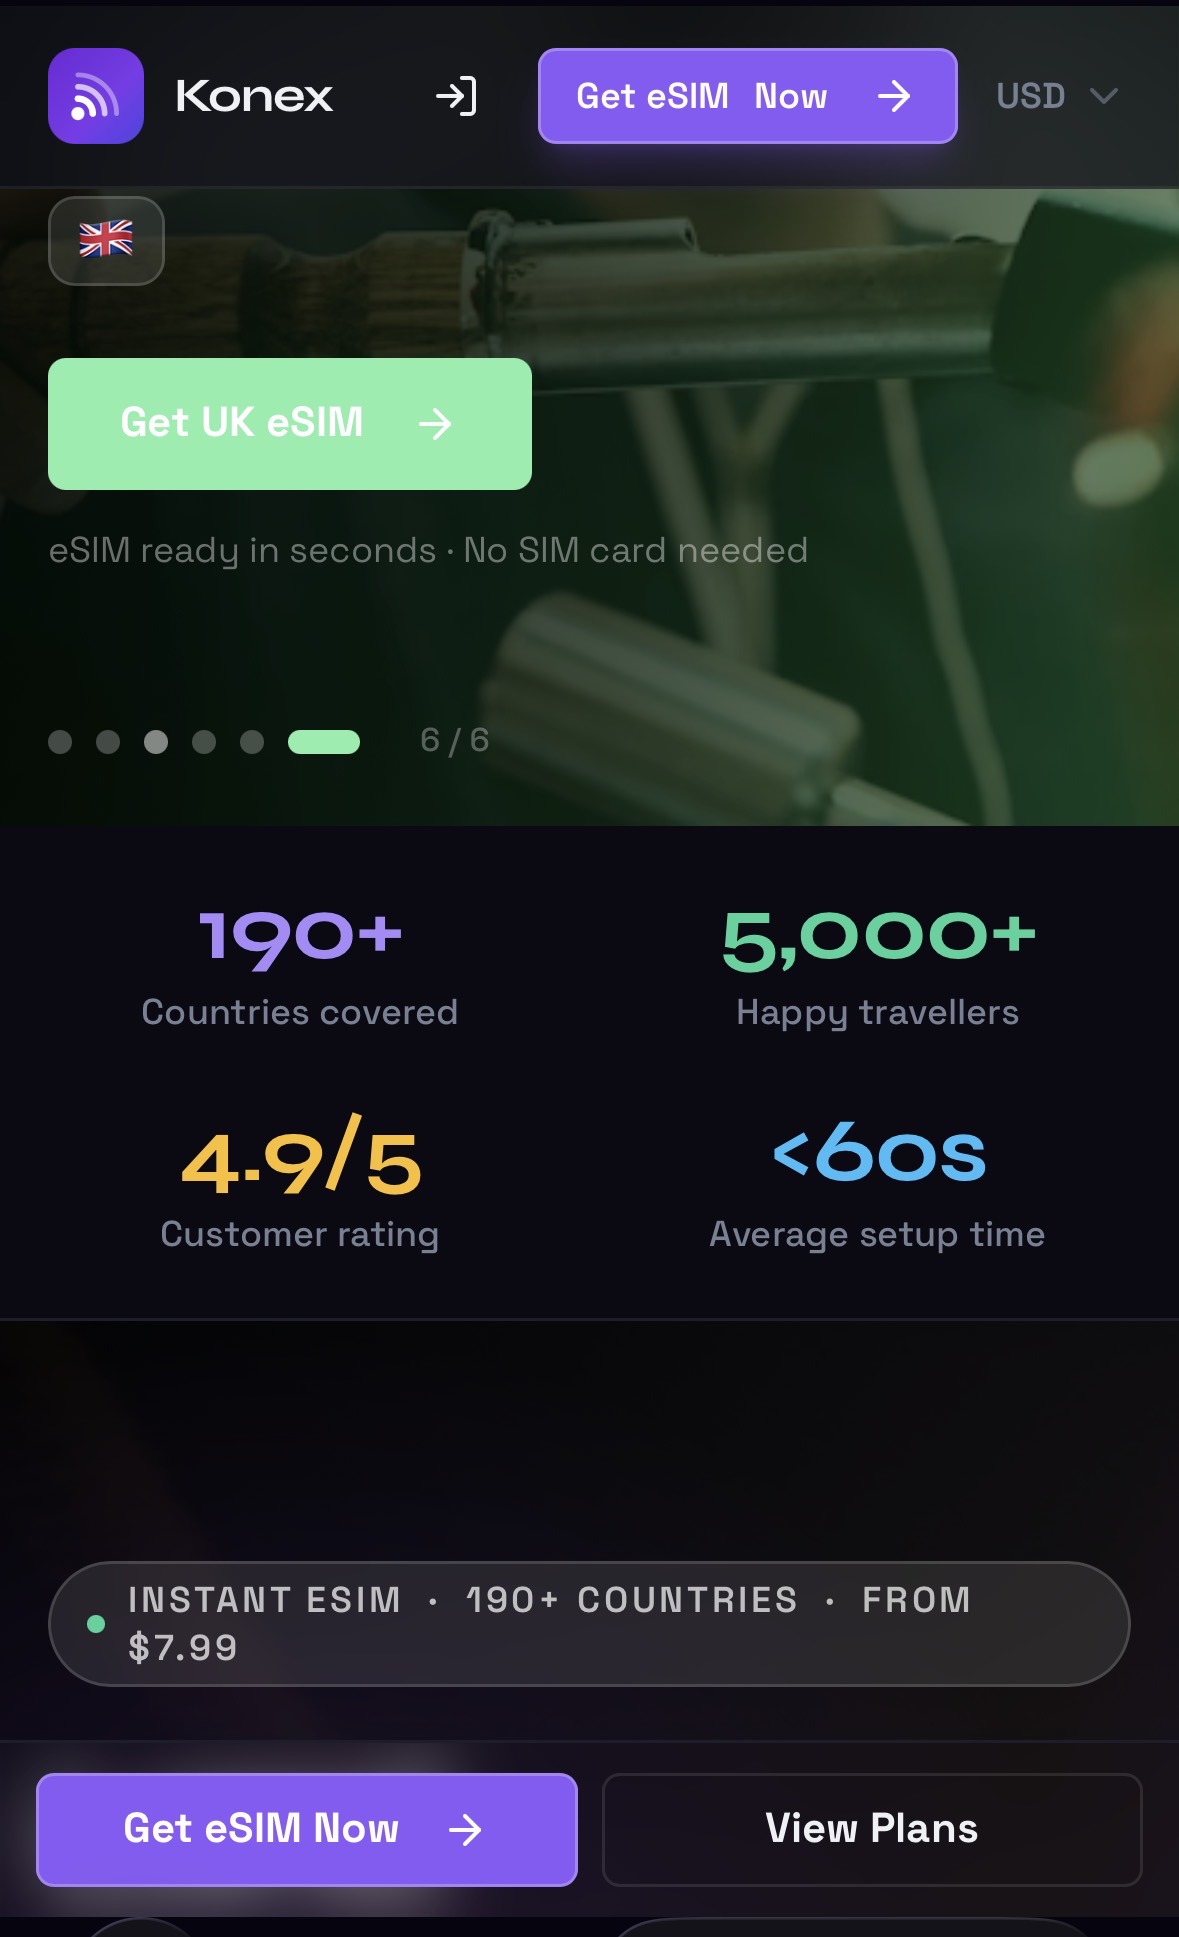 Konex
Get eSIM Now
USD
Get UK eSIM
eSIM ready in seconds · No SIM card needed
6 / 6
190+
Countries covered
5,000+
Happy travellers
4.9/5
Customer rating
<60s
Average setup time
INSTANT ESIM · 190+ COUNTRIES · FROM
$7.99
Get eSIM Now
View Plans